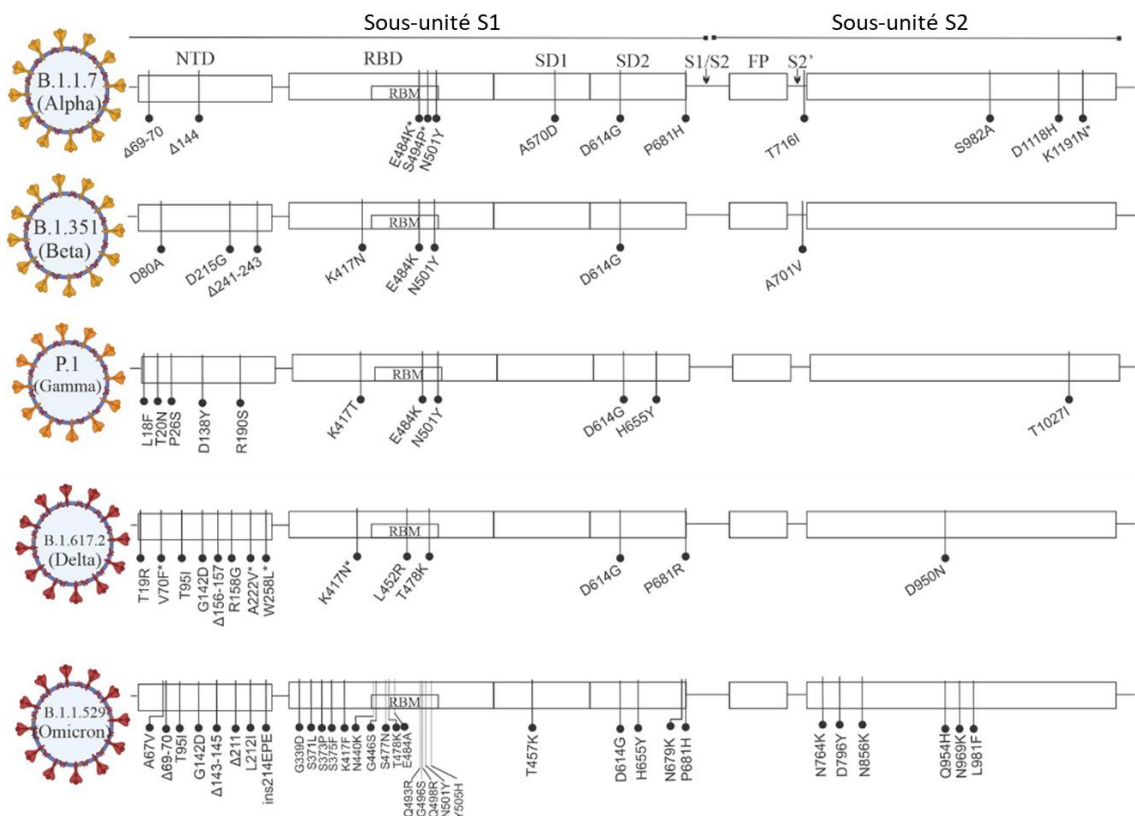 Sous-unité S1
Sous-unité S2
NTD
RBD
SD1
SD2
S1/S2
FP
S2’
B.1.1.7
(Alpha)
RBM
Δ69-70
Δ144
E484K*
S494P*
N501Y
A570D
D614G
P681H
T716I
S982A
D1118H
K1191N*
B.1.351
(Beta)
RBM
D80A
D215G
Δ241-243
K417N
E484K
N501Y
D614G
A701V
P.1
(Gamma)
RBM
L18F
T20N
P26S
D138Y
R190S
K417T
E484K
N501Y
D614G
H655Y
T1027I
B.1.617.2
(Delta)
RBM
T19R
V70F*
T95I
G142D
Δ156-157
R158G
A222V*
W258L*
K417N*
L452R
T478K
D614G
P681R
D950N
B.1.1.529
Omicron)
RBM
A67V
Δ69-70
T95I
G142D
Δ143-145
Δ211
L212I
ins214EPE
G339D
S371L
S373P
S375F
K417F
N440K
G446S
S477N
T478K
E484A
Q493R
G496S
Q498R
N501Y
Y505H
T457K
D614G
H655Y
N679K
P681H
N764K
D796Y
N856K
Q954H
N969K
L981F